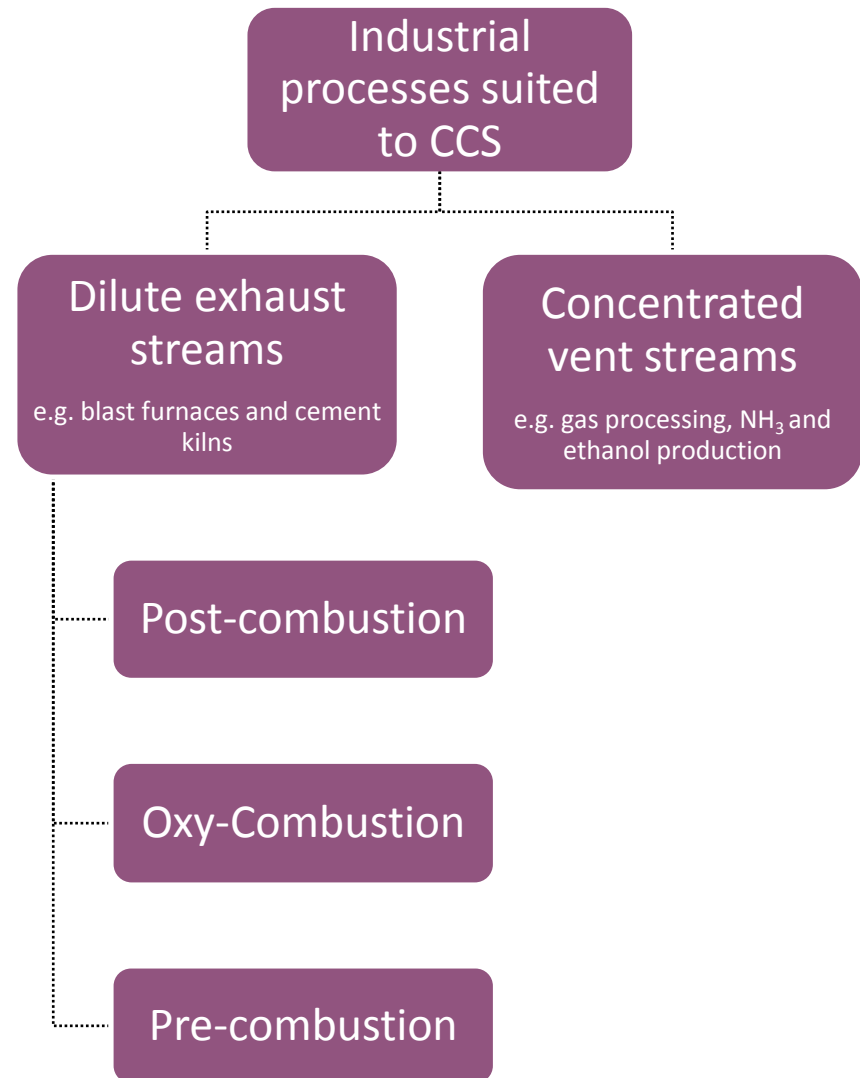 Industrial
processes suited
to CCS
Dilute exhaust
streams
e.g. blast furnaces and cement
kilns
Concentrated
vent streams
e.g. gas processing, NH₃ and
ethanol production
Post-combustion
Oxy-Combustion
Pre-combustion